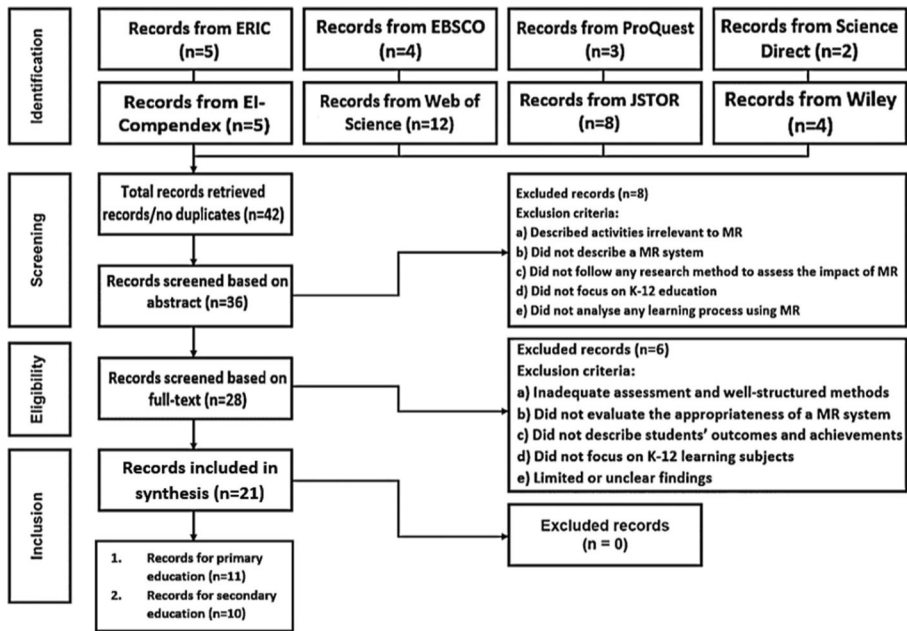 Identification
Records from ERIC
(n=5)
Records from EBSCO
(n=4)
Records from ProQuest
(n=3)
Records from Science
Direct (n=2)
Records from EI-
Compendex (n=5)
Records from Web of
Science (n=12)
Records from JSTOR
(n=8)
Records from Wiley
(n=4)
Screening
Total records retrieved
records/no duplicates (n=42)
Records screened based on
abstract (n=36)
Excluded records (n=8)
Exclusion criteria:
a) Described activities irrelevant to MR
b) Did not describe a MR system
c) Did not follow any research method to assess the impact of MR
d) Did not focus on K-12 education
e) Did not analyse any learning process using MR
Eligibility
Records screened based on
full-text (n=28)
Excluded records (n=6)
Exclusion criteria:
a) Inadequate assessment and well-structured methods
b) Did not evaluate the appropriateness of a MR system
c) Did not describe students' outcomes and achievements
d) Did not focus on K-12 learning subjects
e) Limited or unclear findings
Inclusion
Records included in
synthesis (n=21)
Excluded records
(n = 0)
1. Records for primary
education (n=11)
2. Records for secondary
education (n=10)